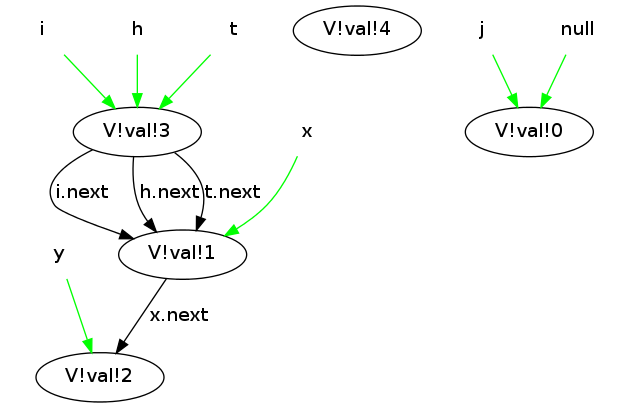 i h t V!val!4 j null
V!val!3 x V!val!0
i.next h.next t.next
y V!val!1
x.next
V!val!2